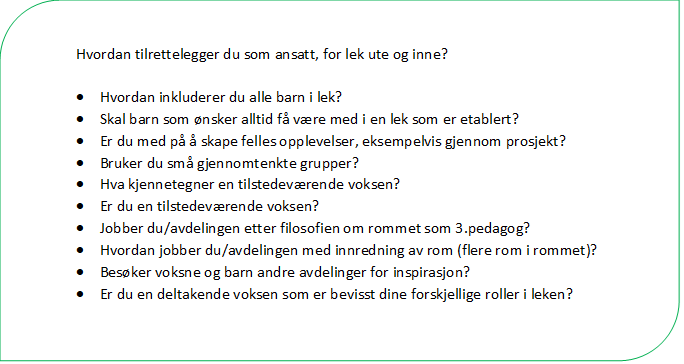 Hvordan tilrettelegger du som ansatt, for lek ute og inne?
• Hvordan inkluderer du alle barn i lek?
• Skal barn som ønsker alltid få være med i en lek som er etablert?
• Er du med på å skape felles opplevelser, eksempelvis gjennom prosjekt?
• Bruker du små gjennomtenkte grupper?
• Hva kjennetegner en tilstedeværende voksen?
• Er du en tilstedeværende voksen?
• Jobber du/avdelingen etter filosofien om rommet som 3.pedagog?
• Hvordan jobber du/avdelingen med innredning av rom (flere rom i rommet)?
• Besøker voksne og barn andre avdelinger for inspirasjon?
• Er du en deltakende voksen som er bevisst dine forskjellige roller i leken?